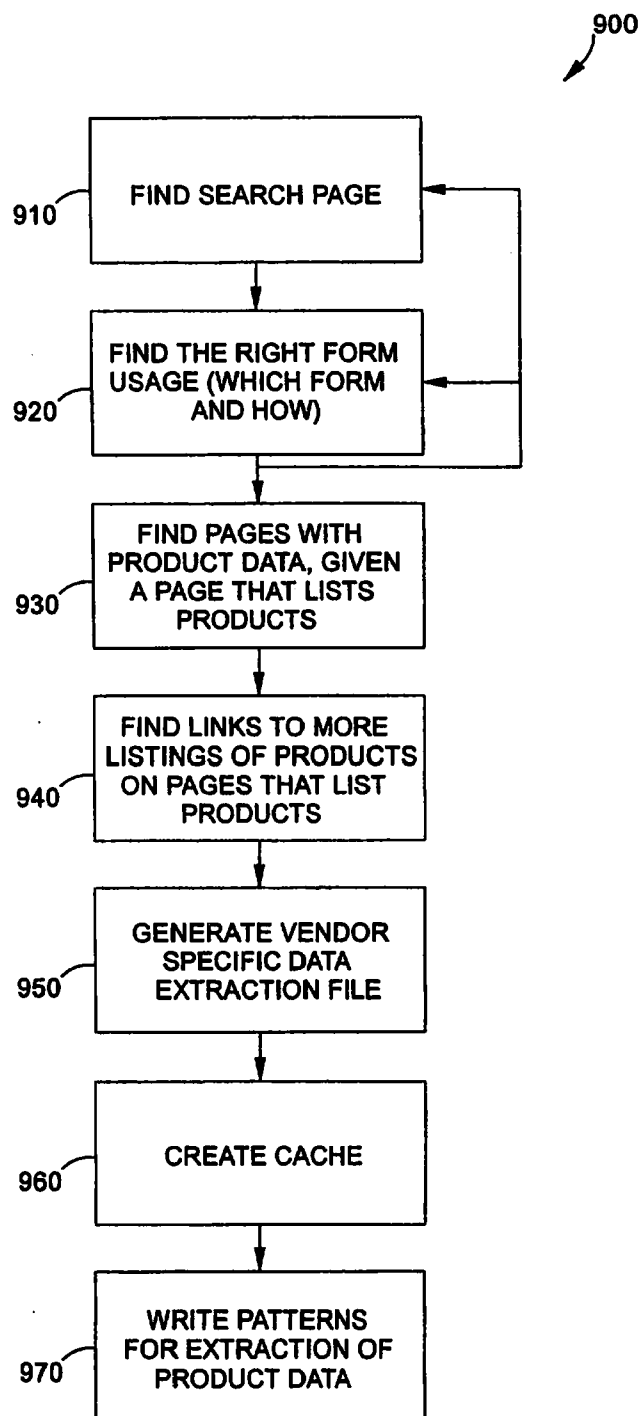 900
FIND SEARCH PAGE
910
FIND THE RIGHT FORM
USAGE (WHICH FORM
AND HOW)
920
FIND PAGES WITH
PRODUCT DATA, GIVEN
A PAGE THAT LISTS
PRODUCTS
930
FIND LINKS TO MORE
LISTINGS OF PRODUCTS
ON PAGES THAT LIST
PRODUCTS
940
GENERATE VENDOR
SPECIFIC DATA
EXTRACTION FILE
950
CREATE CACHE
960
WRITE PATTERNS
FOR EXTRACTION OF
PRODUCT DATA
970